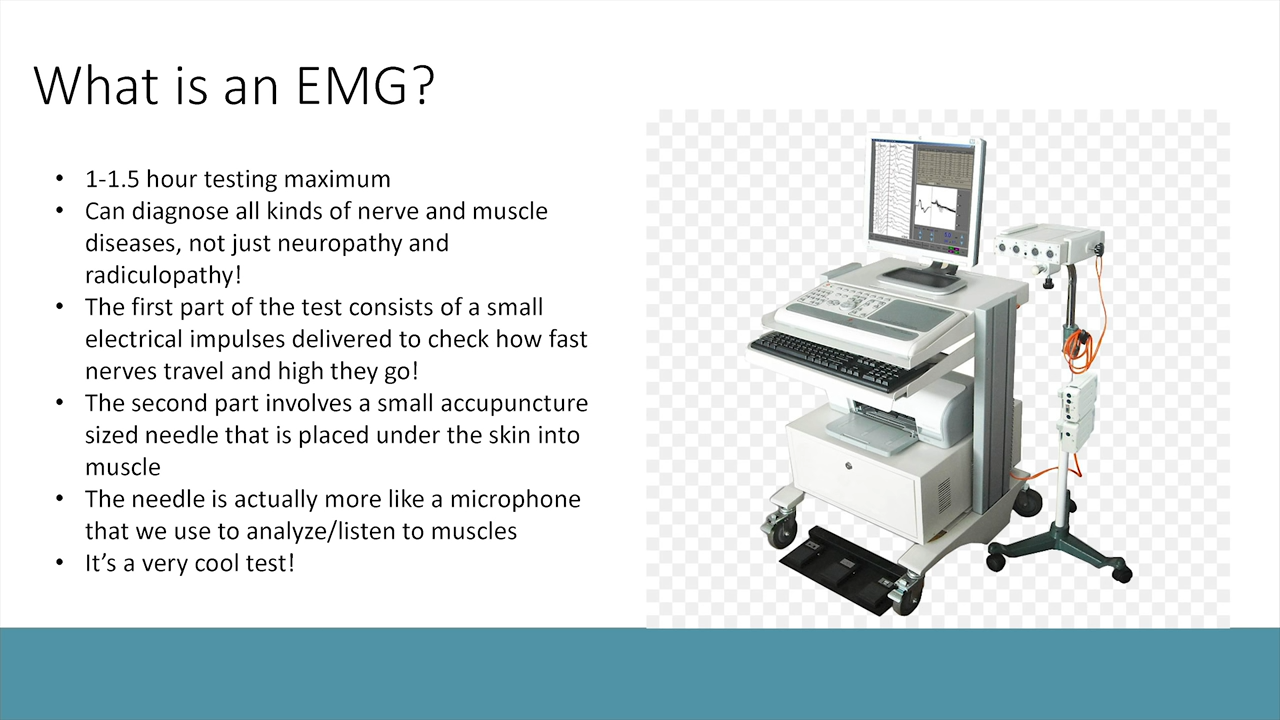 What is an EMG?
• 1-1.5 hour testing maximum
• Can diagnose all kinds of nerve and muscle
diseases, not just neuropathy and
radiculopathy!
• The first part of the test consists of a small
electrical impulses delivered to check how fast
nerves travel and high they go!
• The second part involves a small accupuncture
sized needle that is placed under the skin into
muscle
• The needle is actually more like a microphone
that we use to analyze/listen to muscles
• It’s a very cool test!